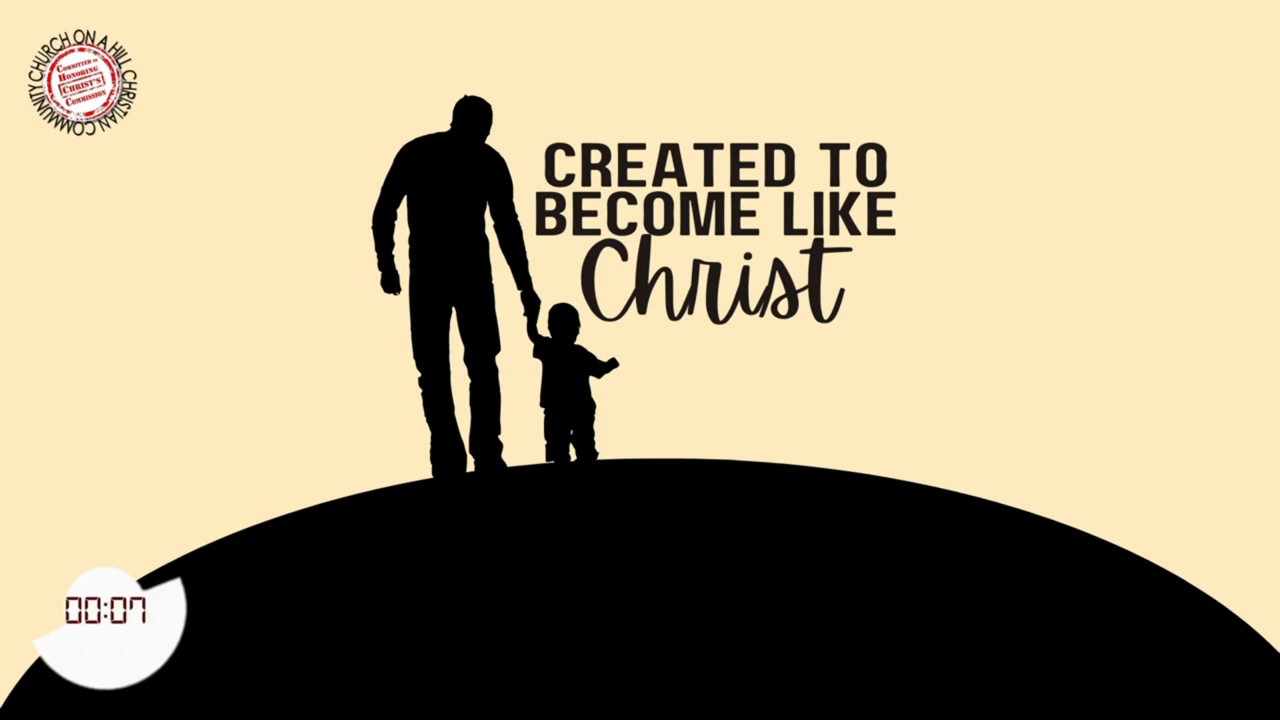 CHURCH ON A HILL CHRISTIAN COMMUNITY
COMMITTED TO
HONORING
CHRIST'S
COMMISSION
CREATED TO
BECOME LIKE
Christ
00:07